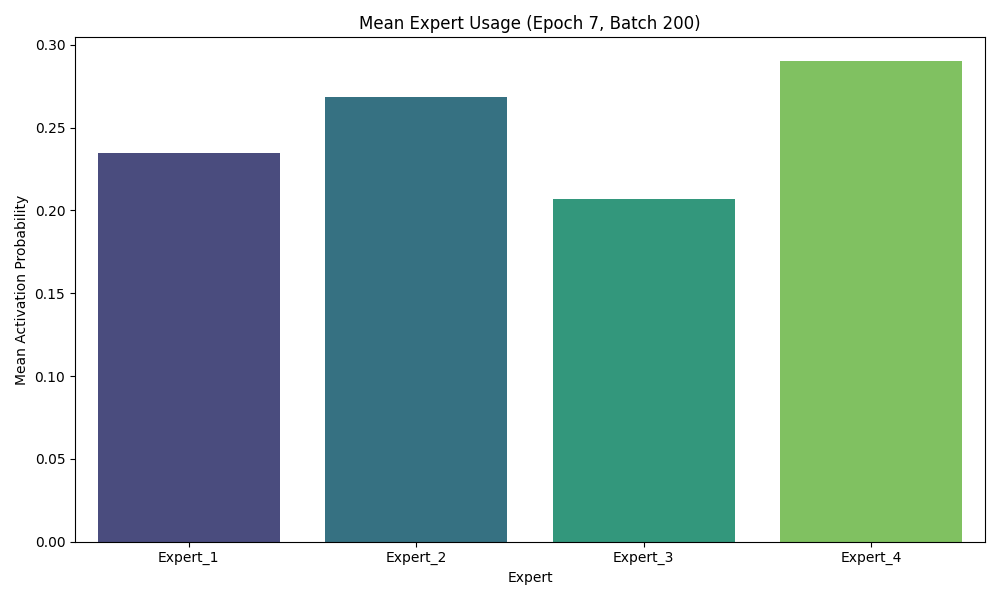 Mean Expert Usage (Epoch 7, Batch 200)
Mean Activation Probability
0.30
0.25
0.20
0.15
0.10
0.05
0.00
Expert_1 Expert_2 Expert_3 Expert_4
Expert